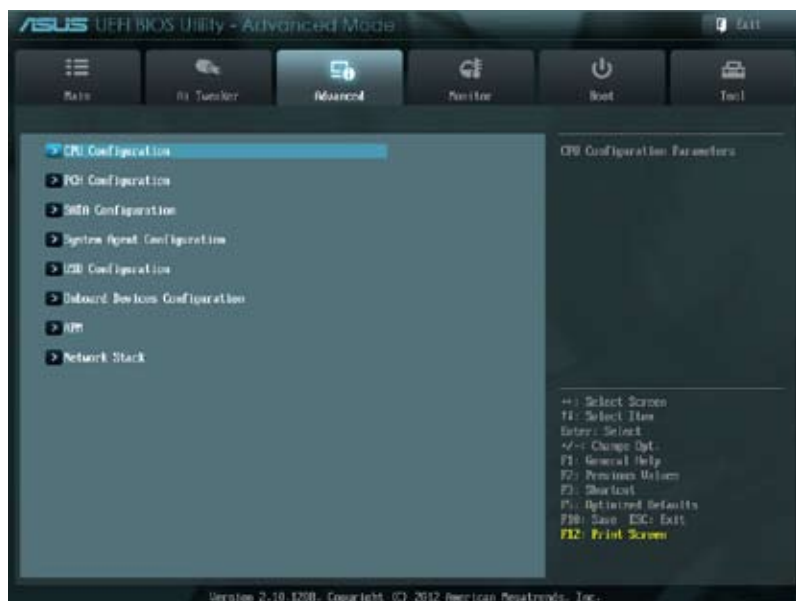 ASUS UEFI BIOS Utility - Advanced Mode
Exit
Main
Ai Tweaker
Advanced
Monitor
Boot
Tool
> CPU Configuration
> PCH Configuration
> SATA Configuration
> System Agent Configuration
> USB Configuration
> Onboard Devices Configuration
> APM
> Network Stack
CPU Configuration Parameters
→←: Select Screen
↑↓: Select Item
Enter: Select
+/-: Change Opt.
F1: General Help
F2: Previous Values
F3: Shortcut
F5: Optimized Defaults
F10: Save ESC: Exit
F12: Print Screen
Version 2.10.1208. Copyright (C) 2012 American Megatrends, Inc.